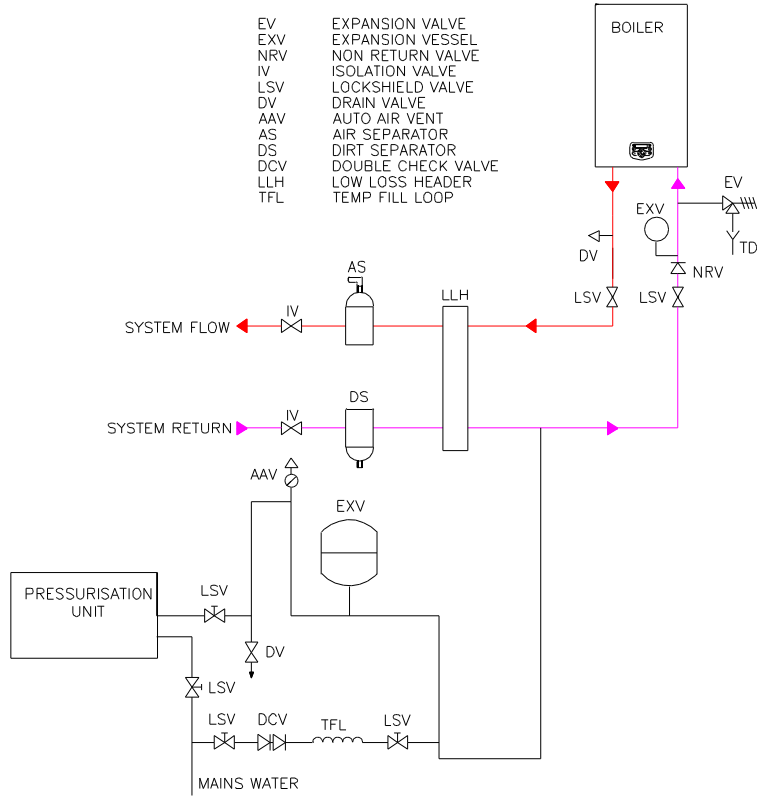 EV EXPANSION VALVE
EXV EXPANSION VESSEL
NRV NON RETURN VALVE
IV ISOLATION VALVE
LSV LOCKSHIELD VALVE
DV DRAIN VALVE
AAV AUTO AIR VENT
AS AIR SEPARATOR
DS DIRT SEPARATOR
DCV DOUBLE CHECK VALVE
LLH LOW LOSS HEADER
TFL TEMP FILL LOOP
BOILER
EV
EXV
TD
DV
NRV
AS
LLH
LSV
LSV
IV
SYSTEM FLOW
DS
IV
SYSTEM RETURN
AAV
EXV
PRESSURISATION
UNIT
LSV
DV
LSV
LSV
DCV
TFL
LSV
MAINS WATER